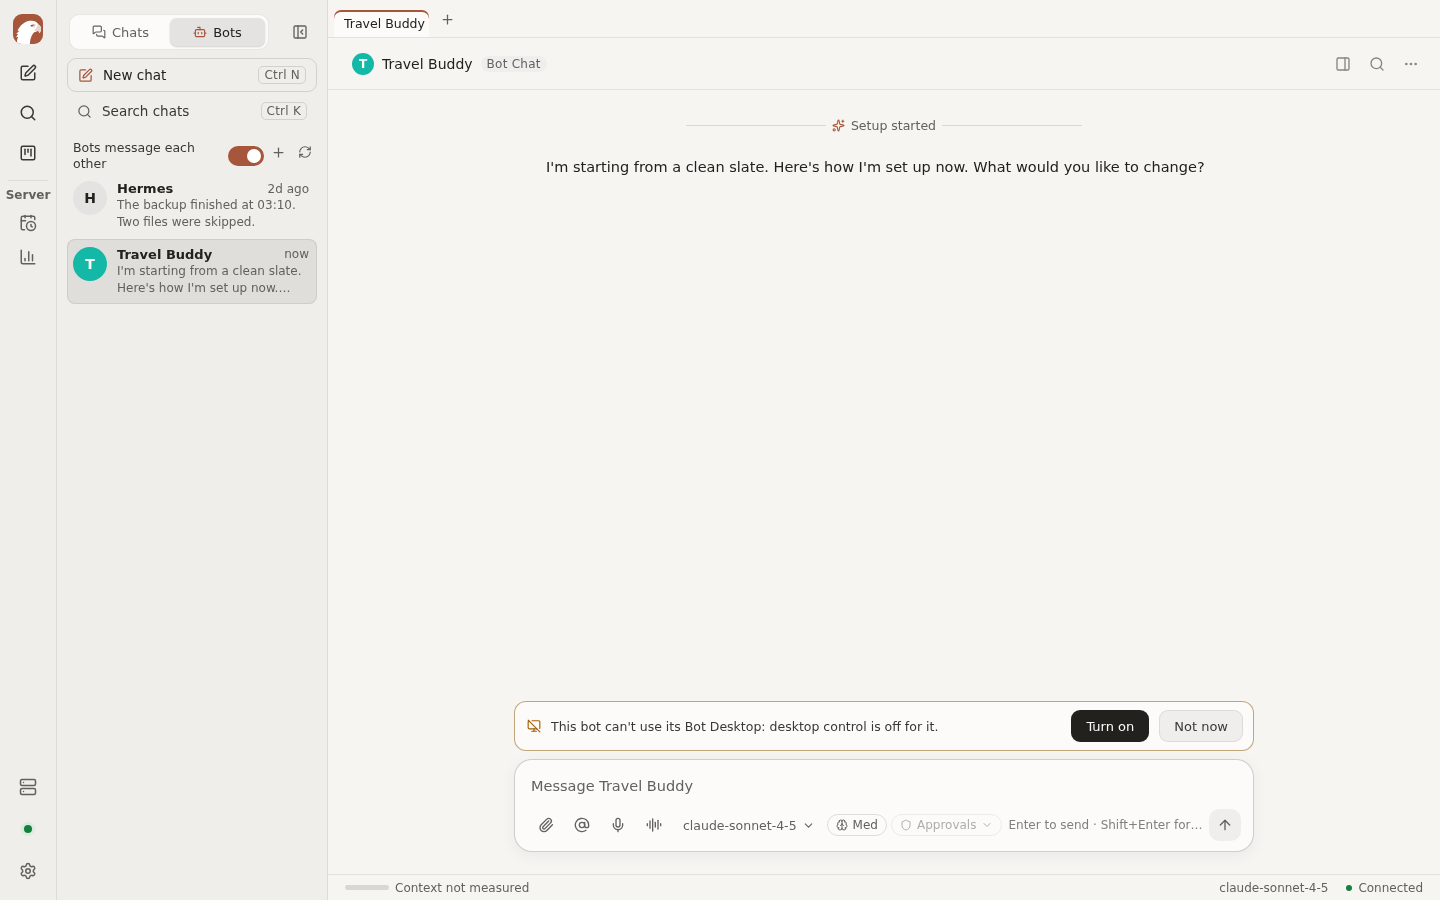 Chats
Bots
New chat
Ctrl N
Search chats
Ctrl K
Bots message each
other
Server
H
Hermes
2d ago
The backup finished at 03:10.
Two files were skipped.
T
Travel Buddy
now
I'm starting from a clean slate.
Here's how I'm set up now....
Travel Buddy
T
Travel Buddy
Bot Chat
Setup started
I'm starting from a clean slate. Here's how I'm set up now. What would you like to change?
This bot can't use its Bot Desktop: desktop control is off for it.
Turn on
Not now
Message Travel Buddy
claude-sonnet-4-5
Med
Approvals
Enter to send · Shift+Enter for...
Context not measured
claude-sonnet-4-5
Connected